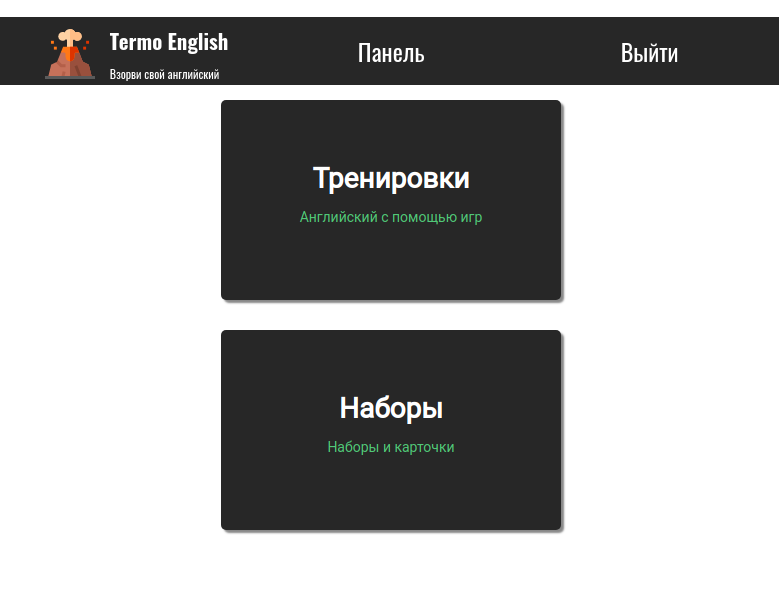 Termo English
Взорви свой английский
Панель
Выйти
Тренировки
Английский с помощью игр
Наборы
Наборы и карточки